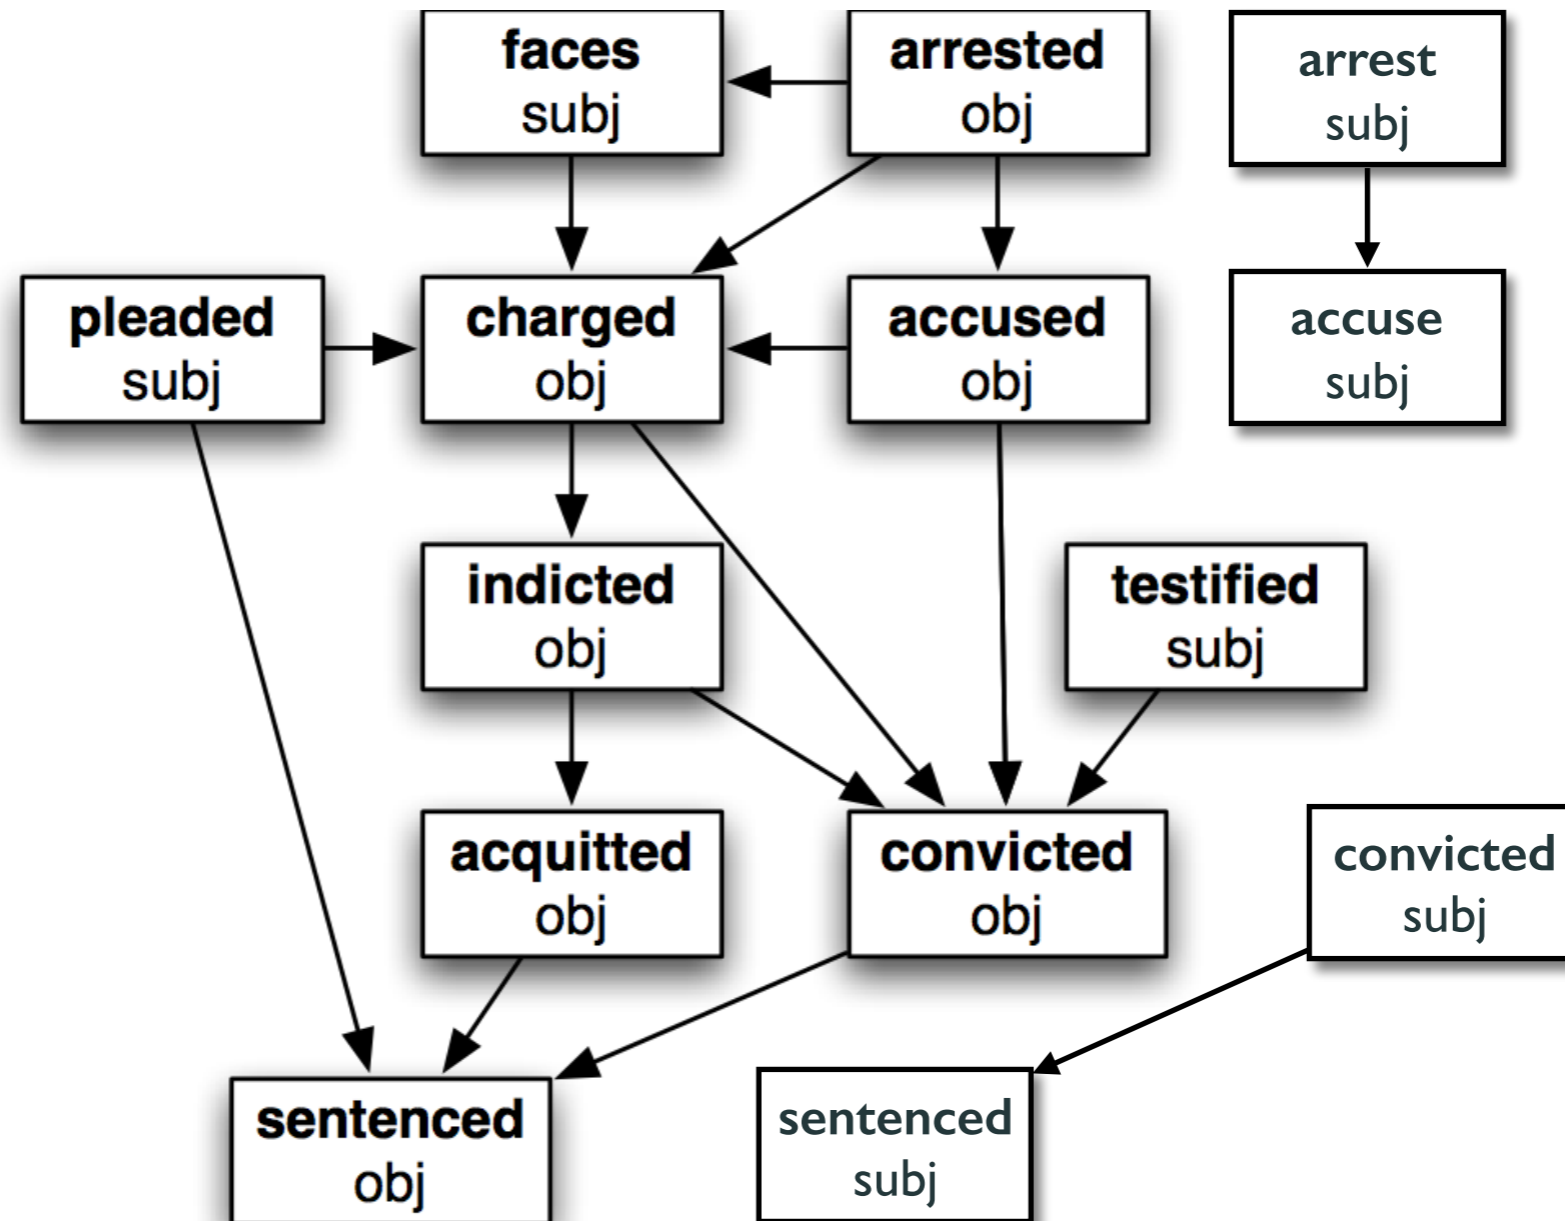 faces
subj
arrested
obj
arrest
subj
pleaded
subj
charged
obj
accused
obj
accuse
subj
indicted
obj
testified
subj
acquitted
obj
convicted
obj
convicted
subj
sentenced
obj
sentenced
subj